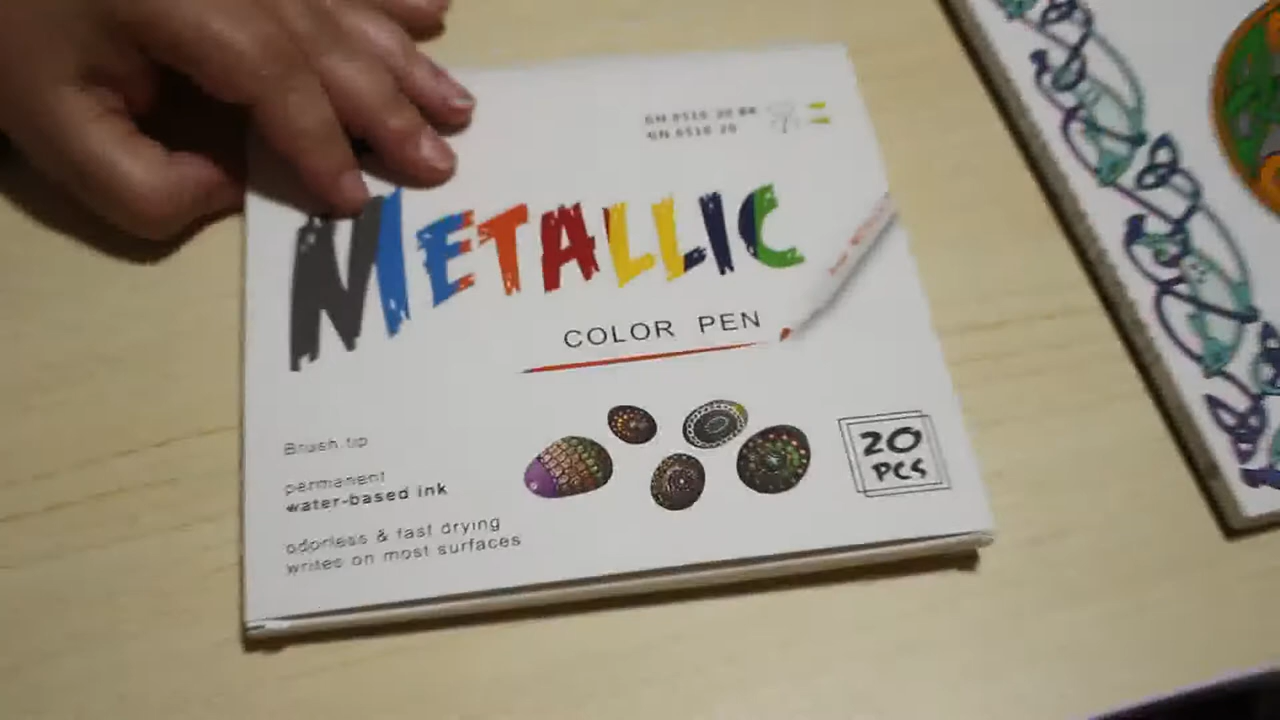 METALLIC
COLOR PEN
Brush tip
permanent
water-based ink
odorless & fast drying
writes on most surfaces
20
PCS